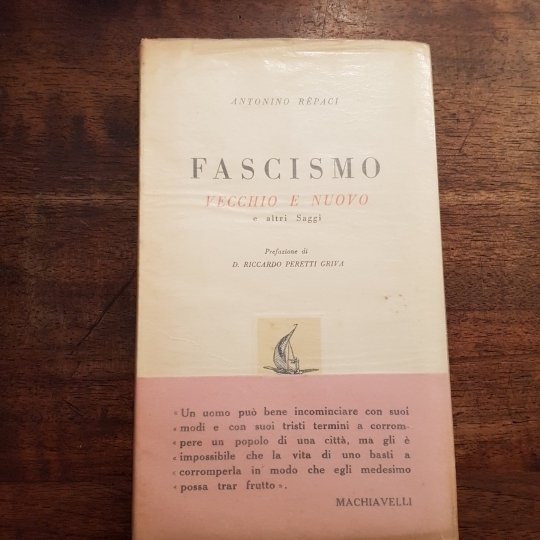 ANTONINO RÈPACI
FASCISMO
VECCHIO E NUOVO
e altri Saggi
Prefazione di
D. RICCARDO PERETTI GRIVA
« Un uomo può bene incominciare con suoi
« modi e con suoi tristi termini a corrom-
« pere un popolo di una città, ma gli è
« impossibile che la vita di uno basti a
« corromperla in modo che egli medesimo
« possa trar frutto ».
MACHIAVELLI